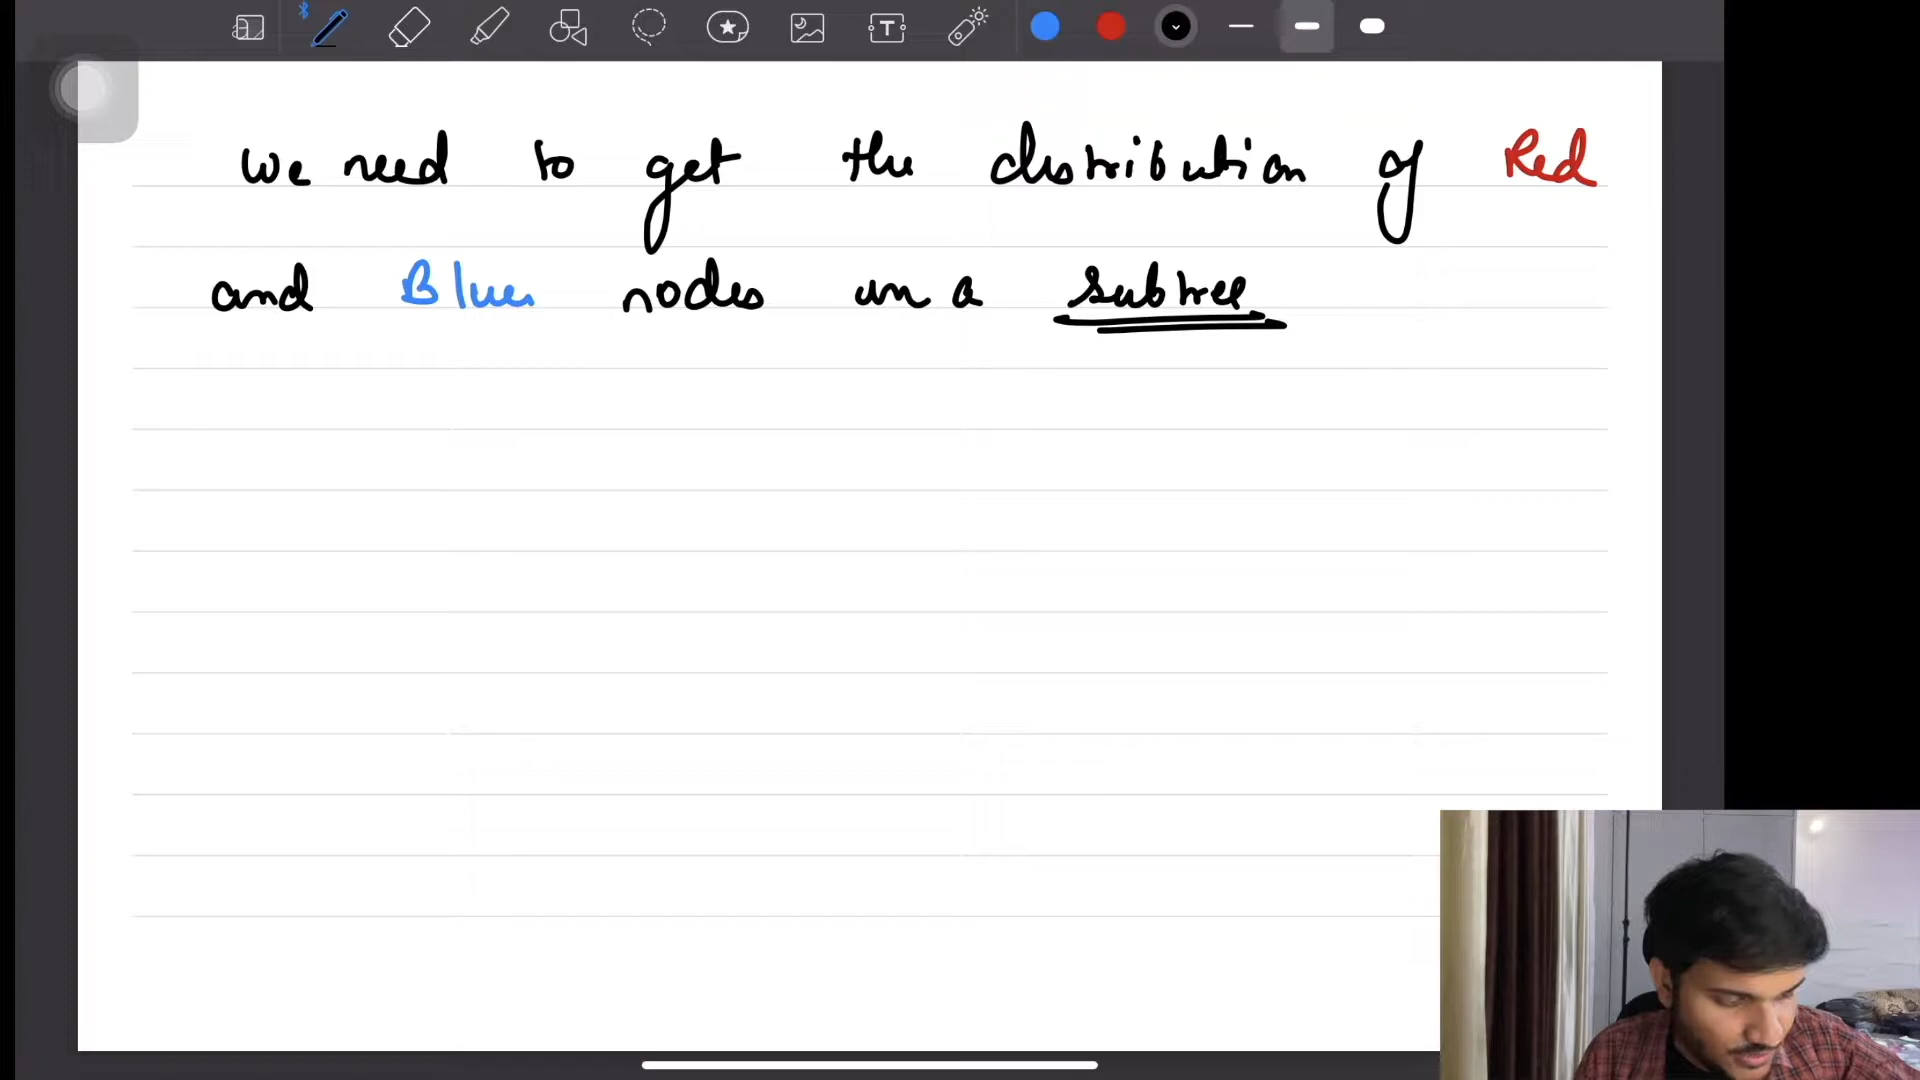 we need to get the distribution of Red
and Blue nodes in a subtree